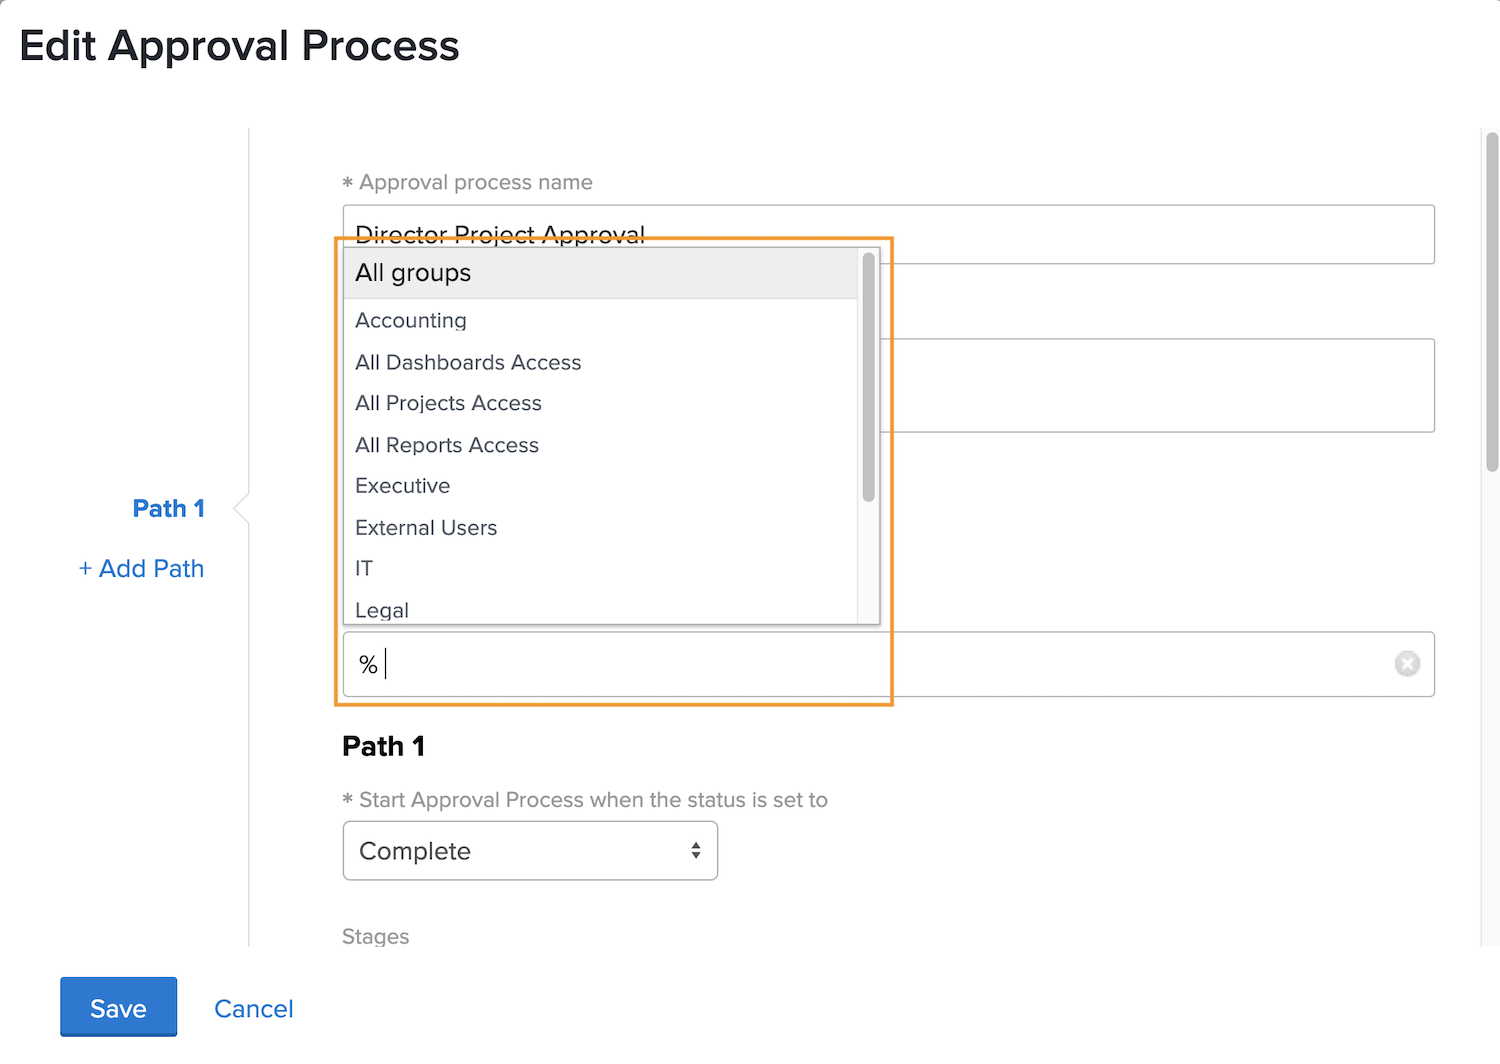 Edit Approval Process
* Approval process name
Director Project Approval
All groups
Accounting
All Dashboards Access
All Projects Access
All Reports Access
Executive
External Users
IT
Legal
Path 1
+ Add Path
%
Path 1
* Start Approval Process when the status is set to
Complete
Stages
Save
Cancel